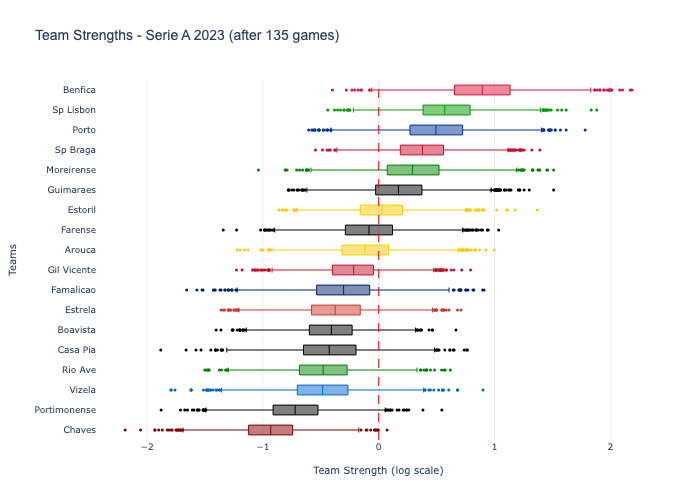 Team Strengths - Serie A 2023 (after 135 games)
Benfica
Sp Lisbon
Porto
Sp Braga
Moreirense
Guimaraes
Estoril
Farense
Arouca
Gil Vicente
Famalicao
Estrela
Boavista
Casa Pia
Rio Ave
Vizela
Portimonense
Chaves
Teams
−2
−1
0
1
2
Team Strength (log scale)